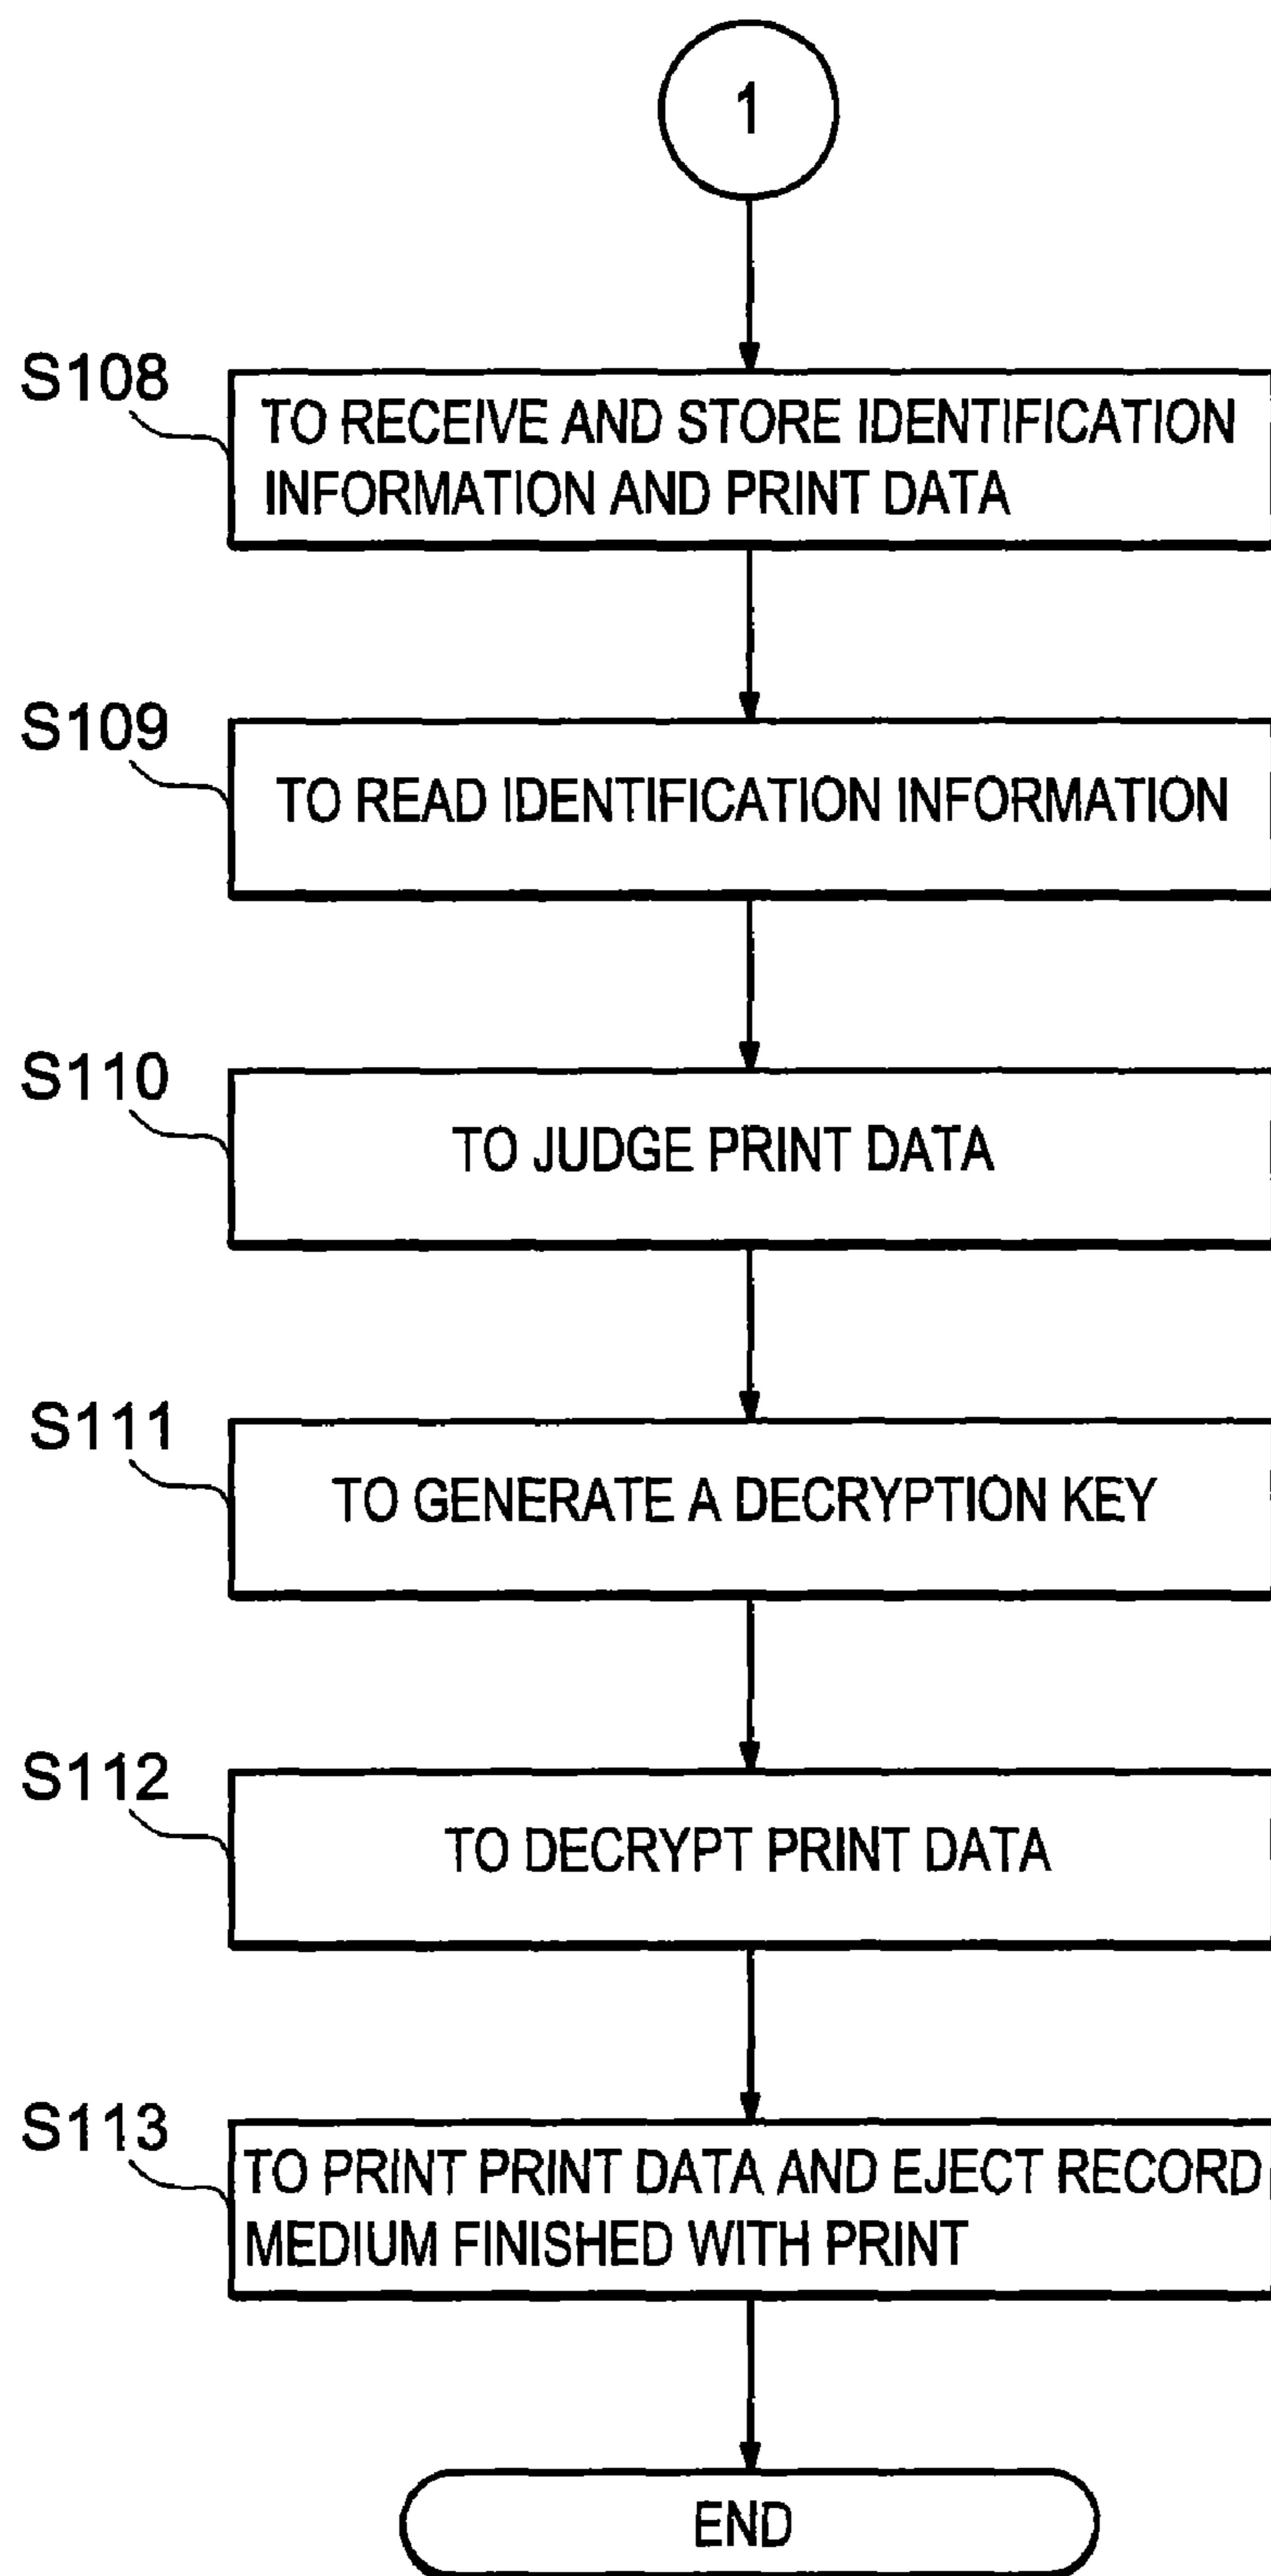 1
S108
TO RECEIVE AND STORE IDENTIFICATION
INFORMATION AND PRINT DATA
S109
TO READ IDENTIFICATION INFORMATION
S110
TO JUDGE PRINT DATA
S111
TO GENERATE A DECRYPTION KEY
S112
TO DECRYPT PRINT DATA
S113
TO PRINT PRINT DATA AND EJECT RECORD
MEDIUM FINISHED WITH PRINT
END